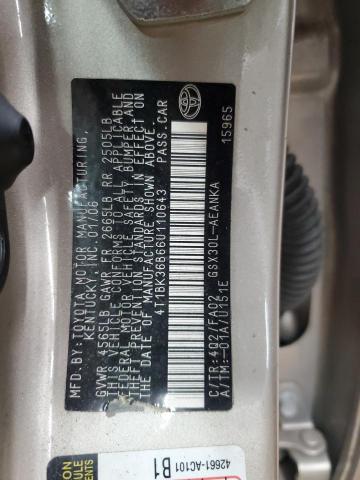 MFD.BY:TOYOTA MOTOR MANUFACTURING,
KENTUCKY, INC. 01/06
GVWR 4565LB GAWR FR 2665LB RR 2505LB
THIS VEHICLE CONFORMS TO ALL APPLICABLE
FEDERAL MOTOR VEHICLE SAFETY, BUMPER, AND
THEFT PREVENTION STANDARDS IN EFFECT ON
THE DATE OF MANUFACTURE SHOWN ABOVE.
4T1BK36B66U110643 PASS.CAR
C/TR:4Q2/FA02
A/TM:-01A/U151E GSX30L-AEANKA
15965
42661-AC101
B1